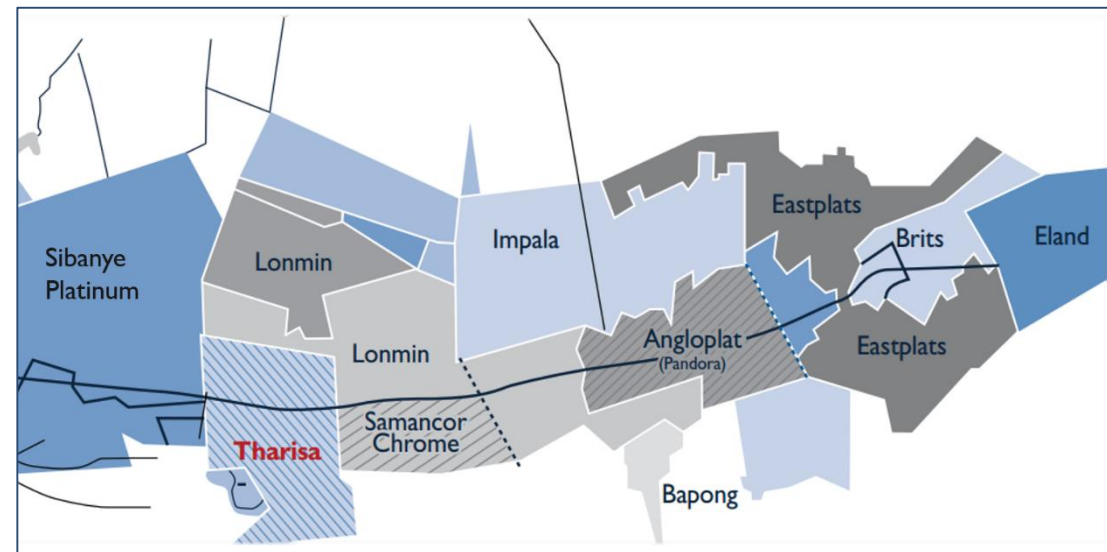 Eastplats
Impala
Brits
Eland
Sibanye
Platinum
Lonmin
Lonmin
Angloplat
(Pandora)
Eastplats
Samancor
Chrome
Tharisa
Bapong